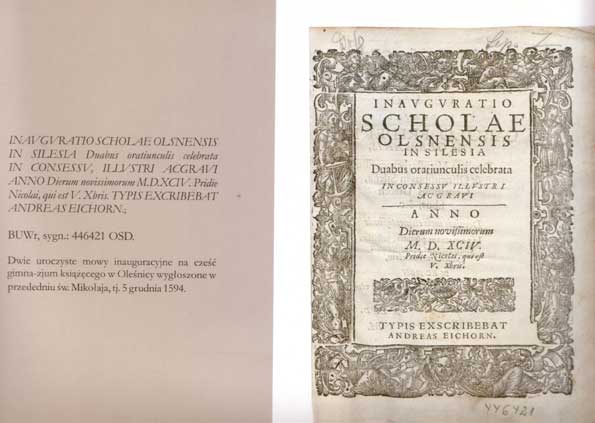 INAVGVRATIO SCHOLAE OLSNENSIS
IN SILESIA Duabus oratiunculis celebrata
IN CONSESSV, ILLVSTRI ACGRAVI
ANNO Dierum novissimorum M.D.XCIV. Pridie
Nicolai, qui est V. Xbris. TYPIS EXCRIBEBAT
ANDREAS EICHORN.;
BUWr, sygn.: 446421 OSD.
Dwie uroczyste mowy inauguracyjne na cześć
gimna-zjum książęcego w Oleśnicy wygłoszone w
przededniu św. Mikołaja, tj. 5 grudnia 1594.
INAVGVRATIO
SCHOLAE
OLSNENSIS
IN SILESIA
Duabus oratiunculis celebrata
IN CONSESSV ILLVSTRI
AC GRAVI
ANNO
Dierum novissimorum
M. D. XCIV.
Pridie Nicolai, qui est
V. Xbris.
TYPIS EXSCRIBEBAT
ANDREAS EICHORN.
446421